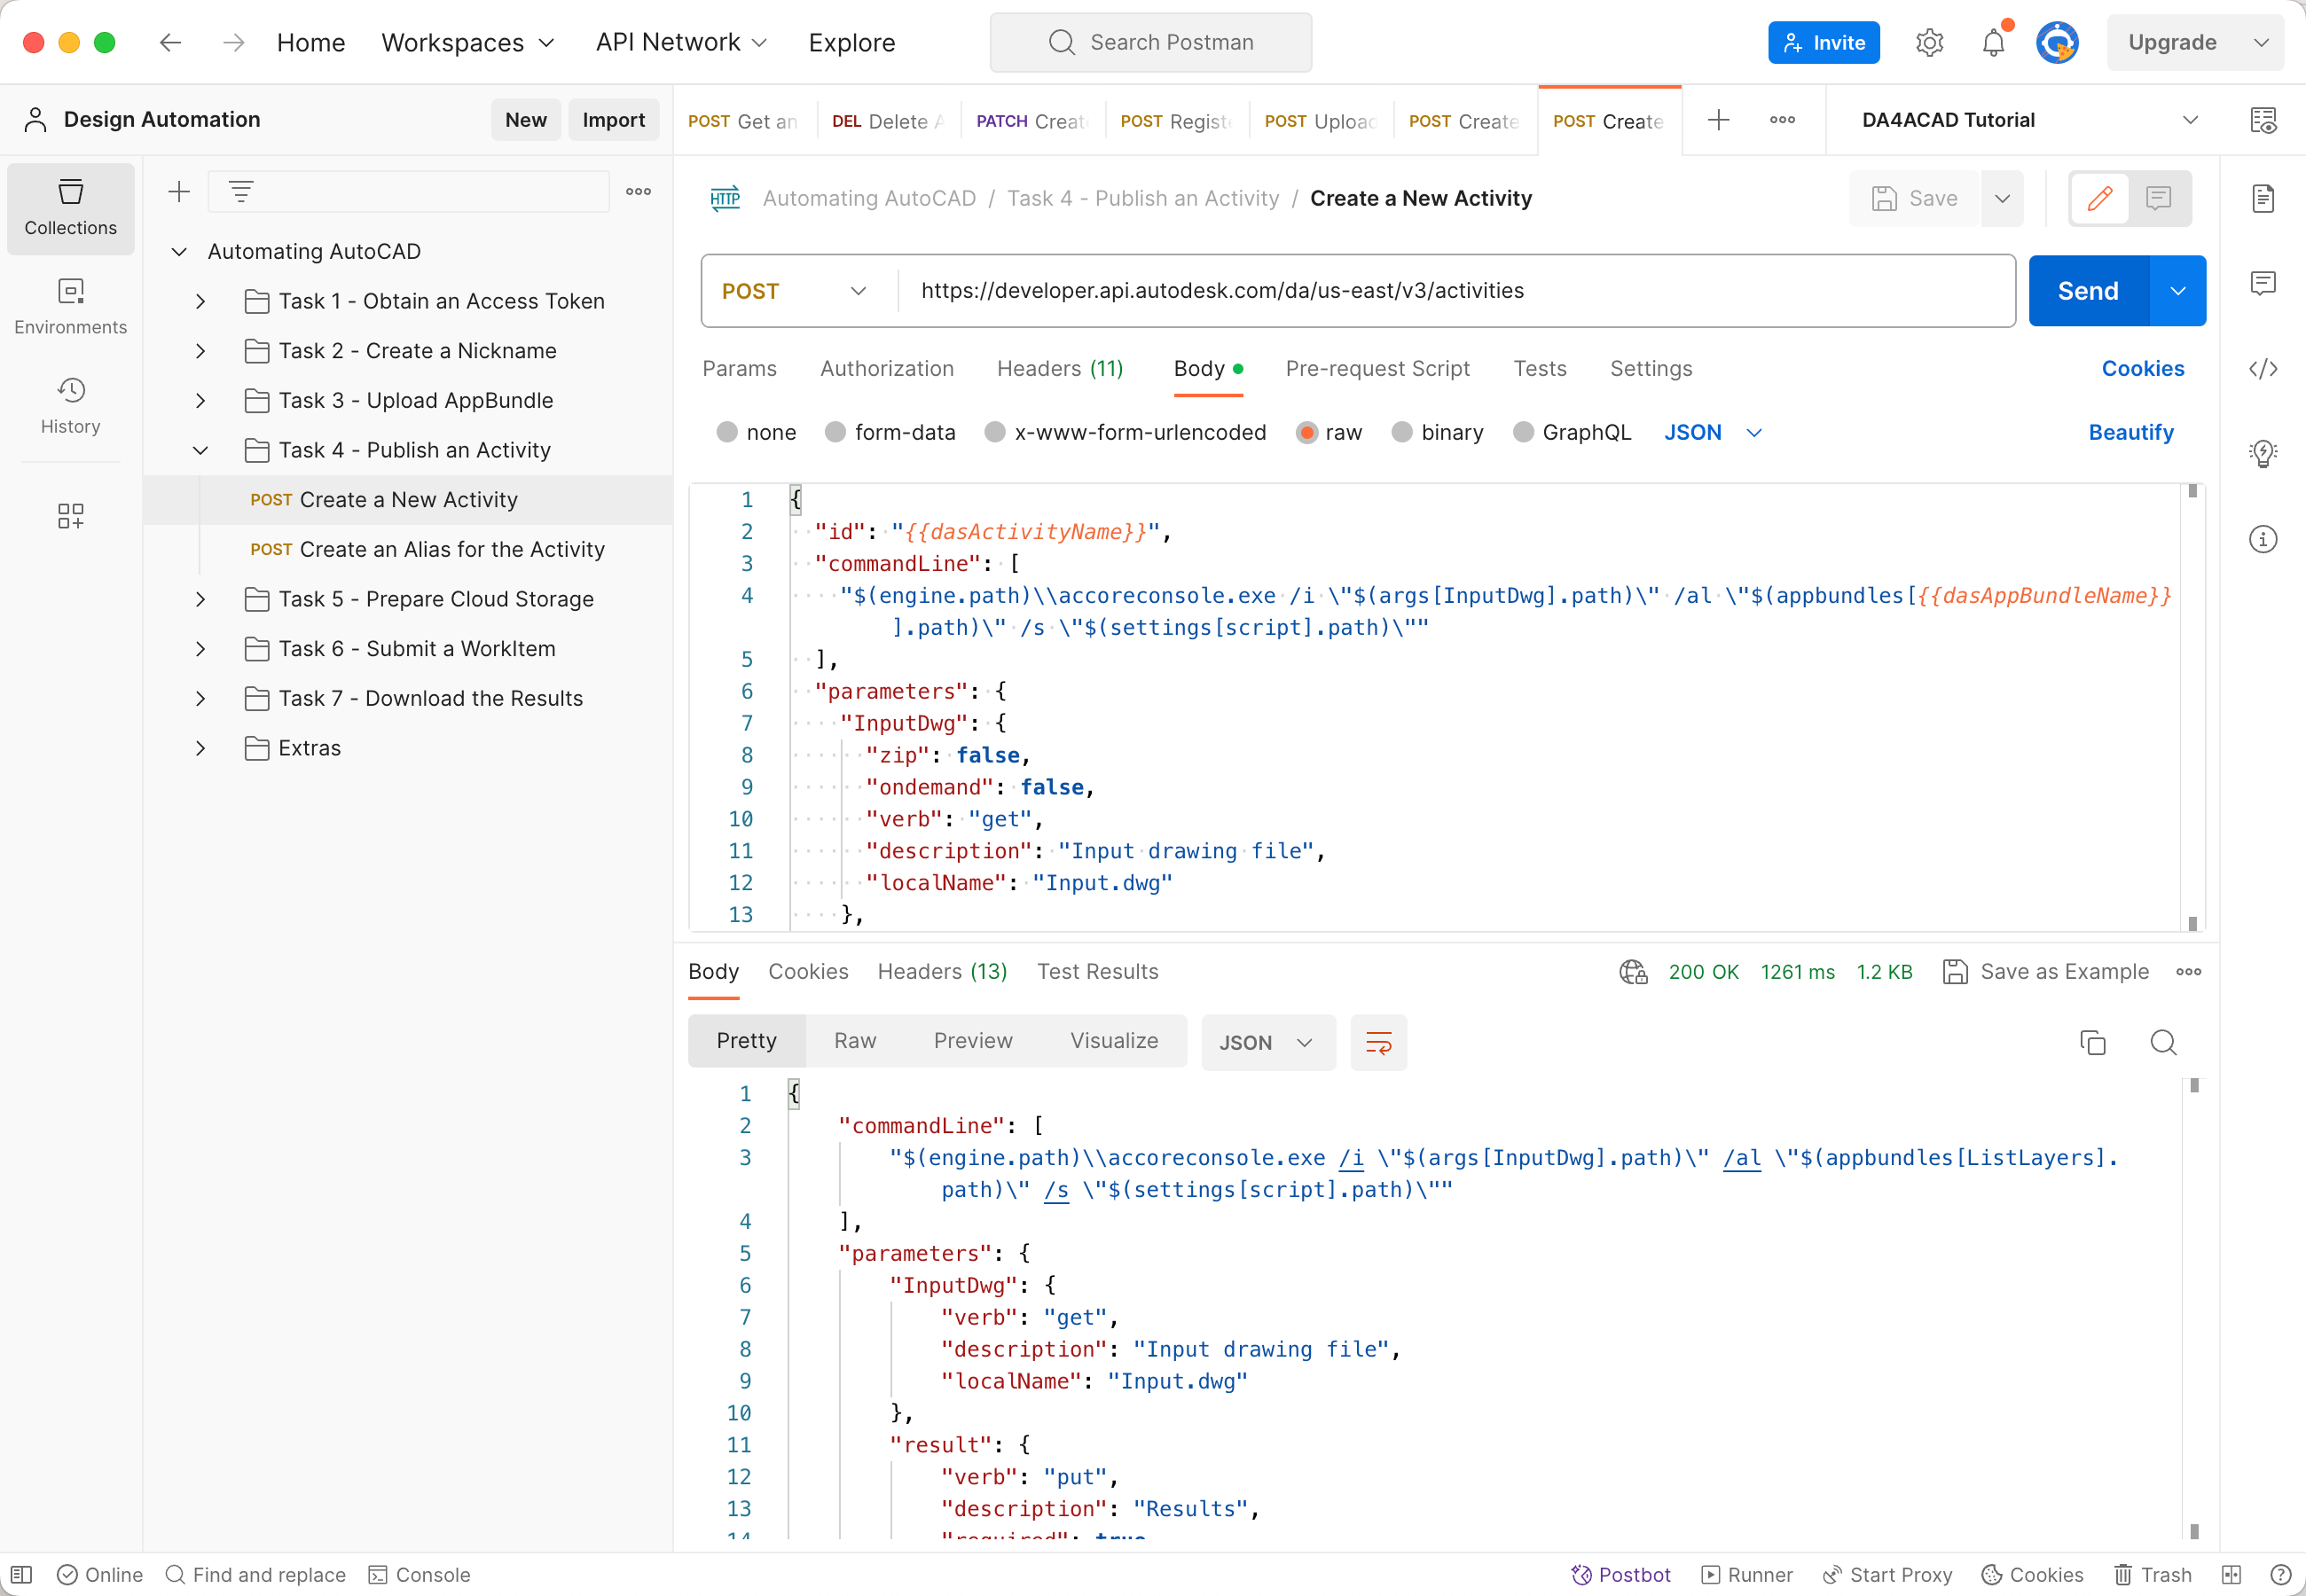 Home Workspaces API Network Explore Search Postman Invite Upgrade
Design Automation New Import
POST Get an DEL Delete PATCH Creat POST Regist POST Uploa POST Create POST Create DA4ACAD Tutorial
Collections
Environments
History
Automating AutoCAD
Task 1 - Obtain an Access Token
Task 2 - Create a Nickname
Task 3 - Upload AppBundle
Task 4 - Publish an Activity
POST Create a New Activity
POST Create an Alias for the Activity
Task 5 - Prepare Cloud Storage
Task 6 - Submit a WorkItem
Task 7 - Download the Results
Extras
HTTP Automating AutoCAD / Task 4 - Publish an Activity / Create a New Activity Save
POST https://developer.api.autodesk.com/da/us-east/v3/activities Send
Params Authorization Headers (11) Body Pre-request Script Tests Settings Cookies
none form-data x-www-form-urlencoded raw binary GraphQL JSON Beautify
1 {
2 "id": "{{dasActivityName}}",
3 "commandLine": [
4 "$(engine.path)\\accoreconsole.exe /i \"$(args[InputDwg].path)\" /al \"$(appbundles[{{dasAppBundleName}}
].path)\" /s \"$(settings[script].path)\""
5 ],
6 "parameters": {
7 "InputDwg": {
8 "zip": false,
9 "ondemand": false,
10 "verb": "get",
11 "description": "Input drawing file",
12 "localName": "Input.dwg"
13 },
Body Cookies Headers (13) Test Results 200 OK 1261 ms 1.2 KB Save as Example
Pretty Raw Preview Visualize JSON
1 {
2 "commandLine": [
3 "$(engine.path)\\accoreconsole.exe /i \"$(args[InputDwg].path)\" /al \"$(appbundles[ListLayers].
path)\" /s \"$(settings[script].path)\""
4 ],
5 "parameters": {
6 "InputDwg": {
7 "verb": "get",
8 "description": "Input drawing file",
9 "localName": "Input.dwg"
10 },
11 "result": {
12 "verb": "put",
13 "description": "Results",
14 "required": true
Online Find and replace Console Postbot Runner Start Proxy Cookies Trash